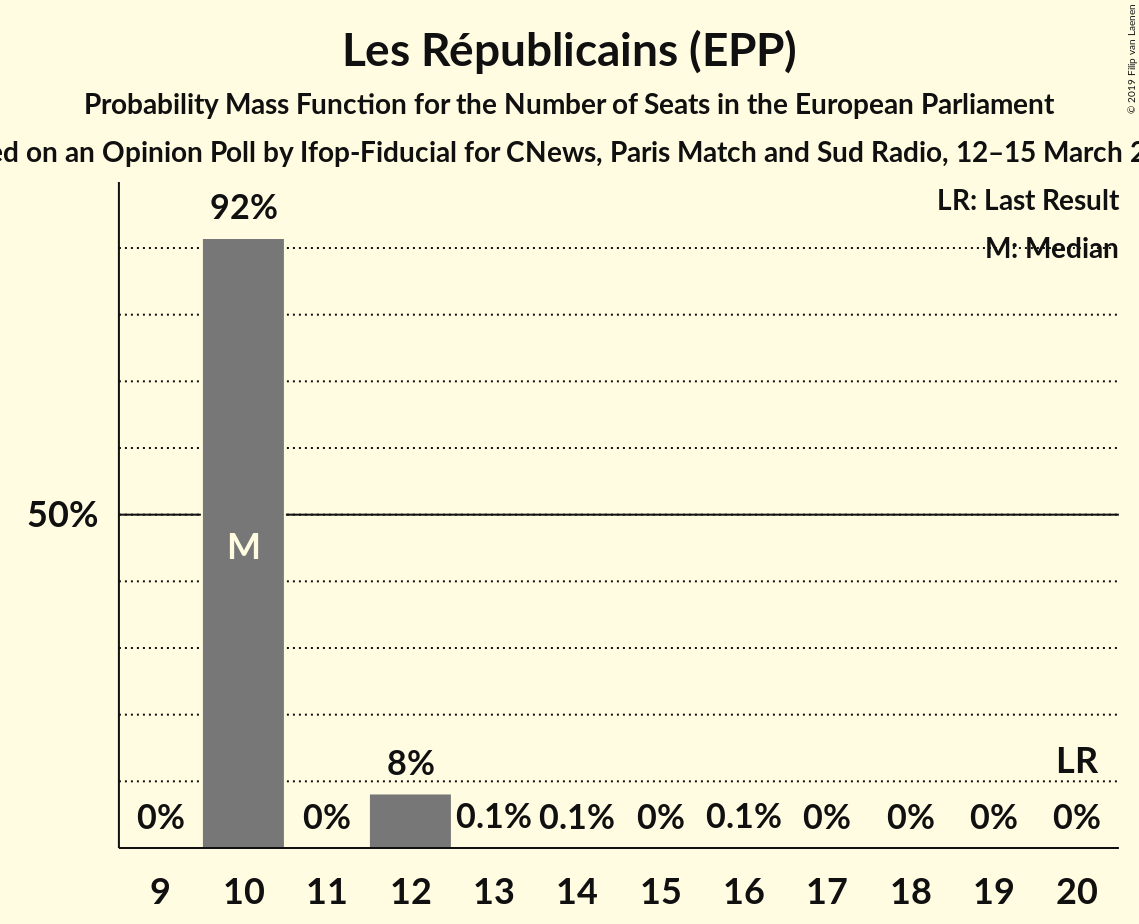 Les Républicains (EPP)
Probability Mass Function for the Number of Seats in the European Parliament
on an Opinion Poll by Ifop-Fiducial for CNews, Paris Match and Sud Radio, 12–15 March
© 2019 Filip van Laenen
LR: Last Result
M: Median
92%
50%
M
8%
LR
0%
0%
0.1%
0.1%
0%
0.1%
0%
0%
0%
0%
9 10 11 12 13 14 15 16 17 18 19 20